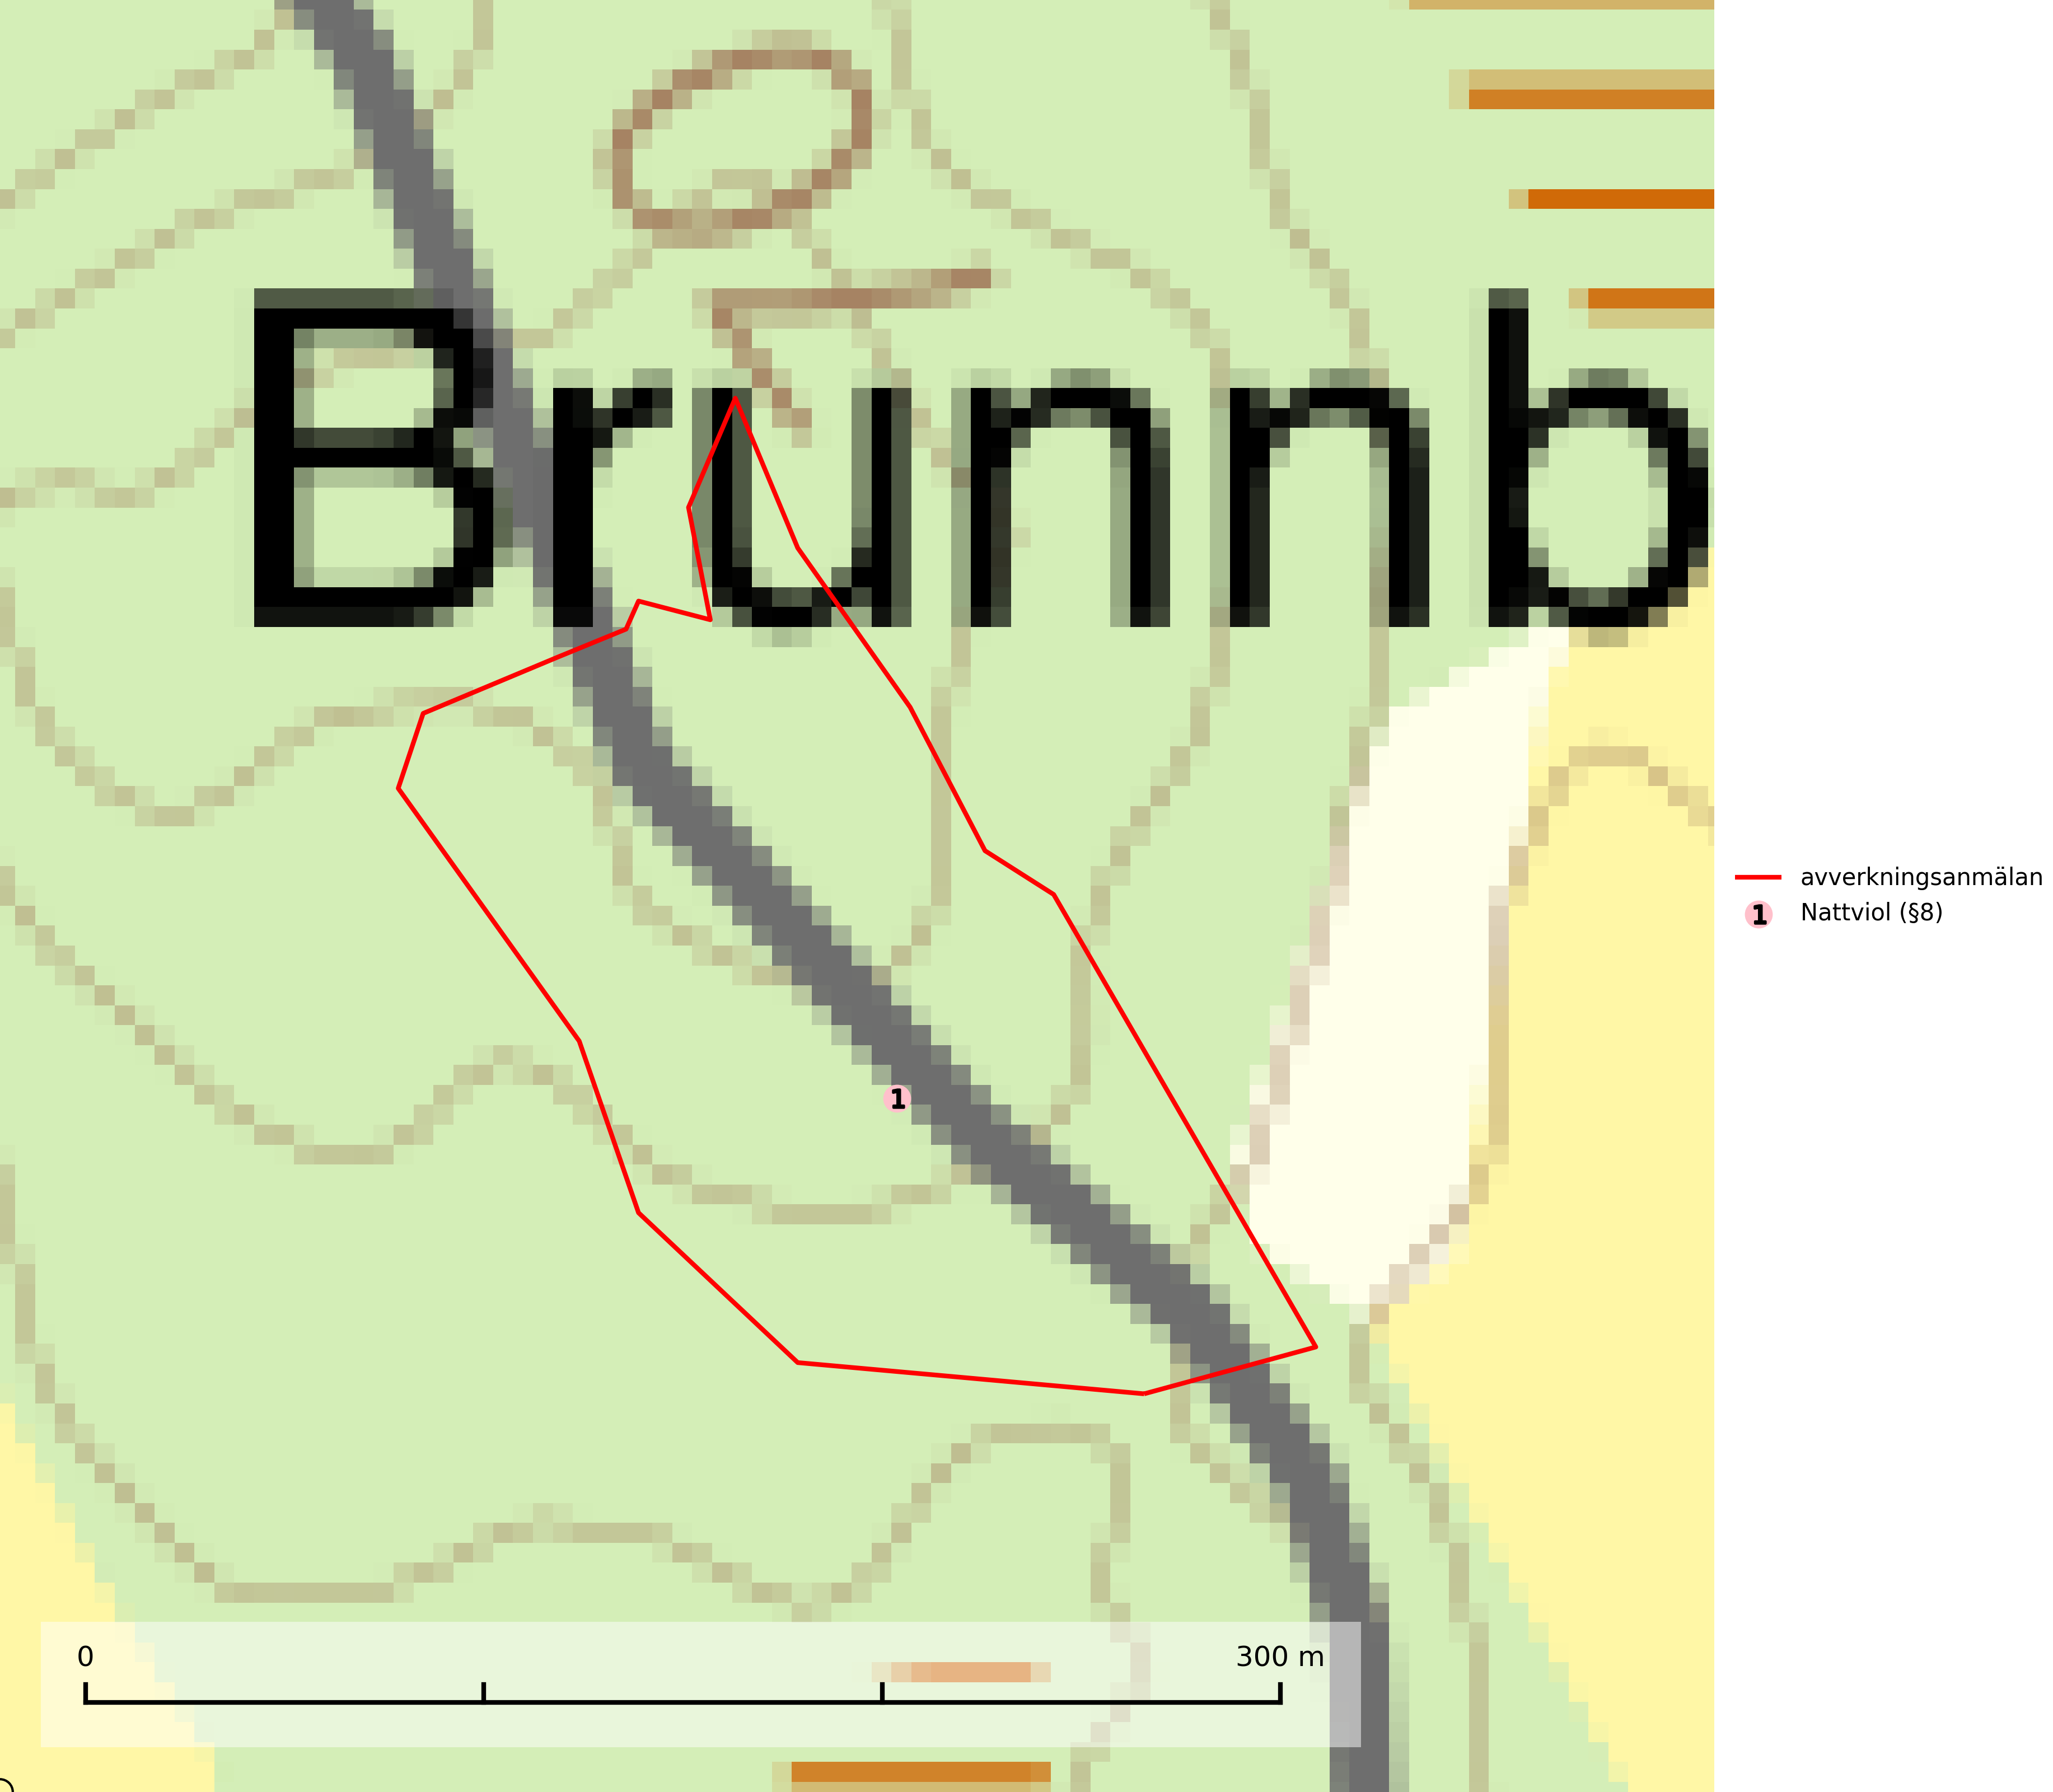 Brunnb
avverkningsanmälan
1 Nattviol (§8)
1
0 300 m